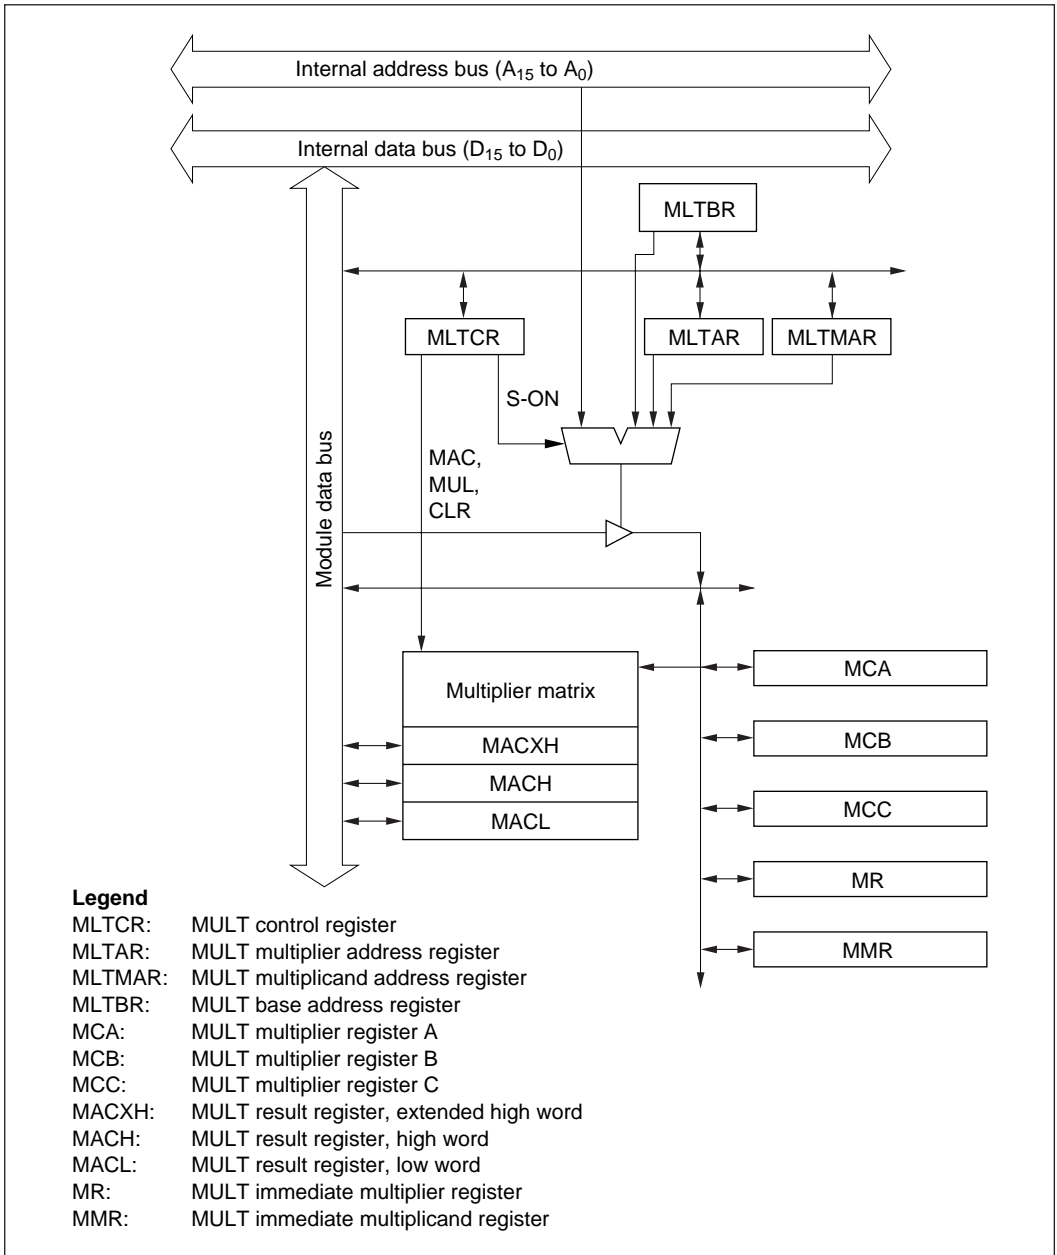 Internal address bus (A15 to A0)
Internal data bus (D15 to D0)
MLTBR
MLTCR
MLTAR
MLTMAR
S-ON
MAC,
MUL,
CLR
Module data bus
Multiplier matrix
MACXH
MACH
MACL
MCA
MCB
MCC
MR
MMR
Legend
MLTCR: MULT control register
MLTAR: MULT multiplier address register
MLTMAR: MULT multiplicand address register
MLTBR: MULT base address register
MCA: MULT multiplier register A
MCB: MULT multiplier register B
MCC: MULT multiplier register C
MACXH: MULT result register, extended high word
MACH: MULT result register, high word
MACL: MULT result register, low word
MR: MULT immediate multiplier register
MMR: MULT immediate multiplicand register